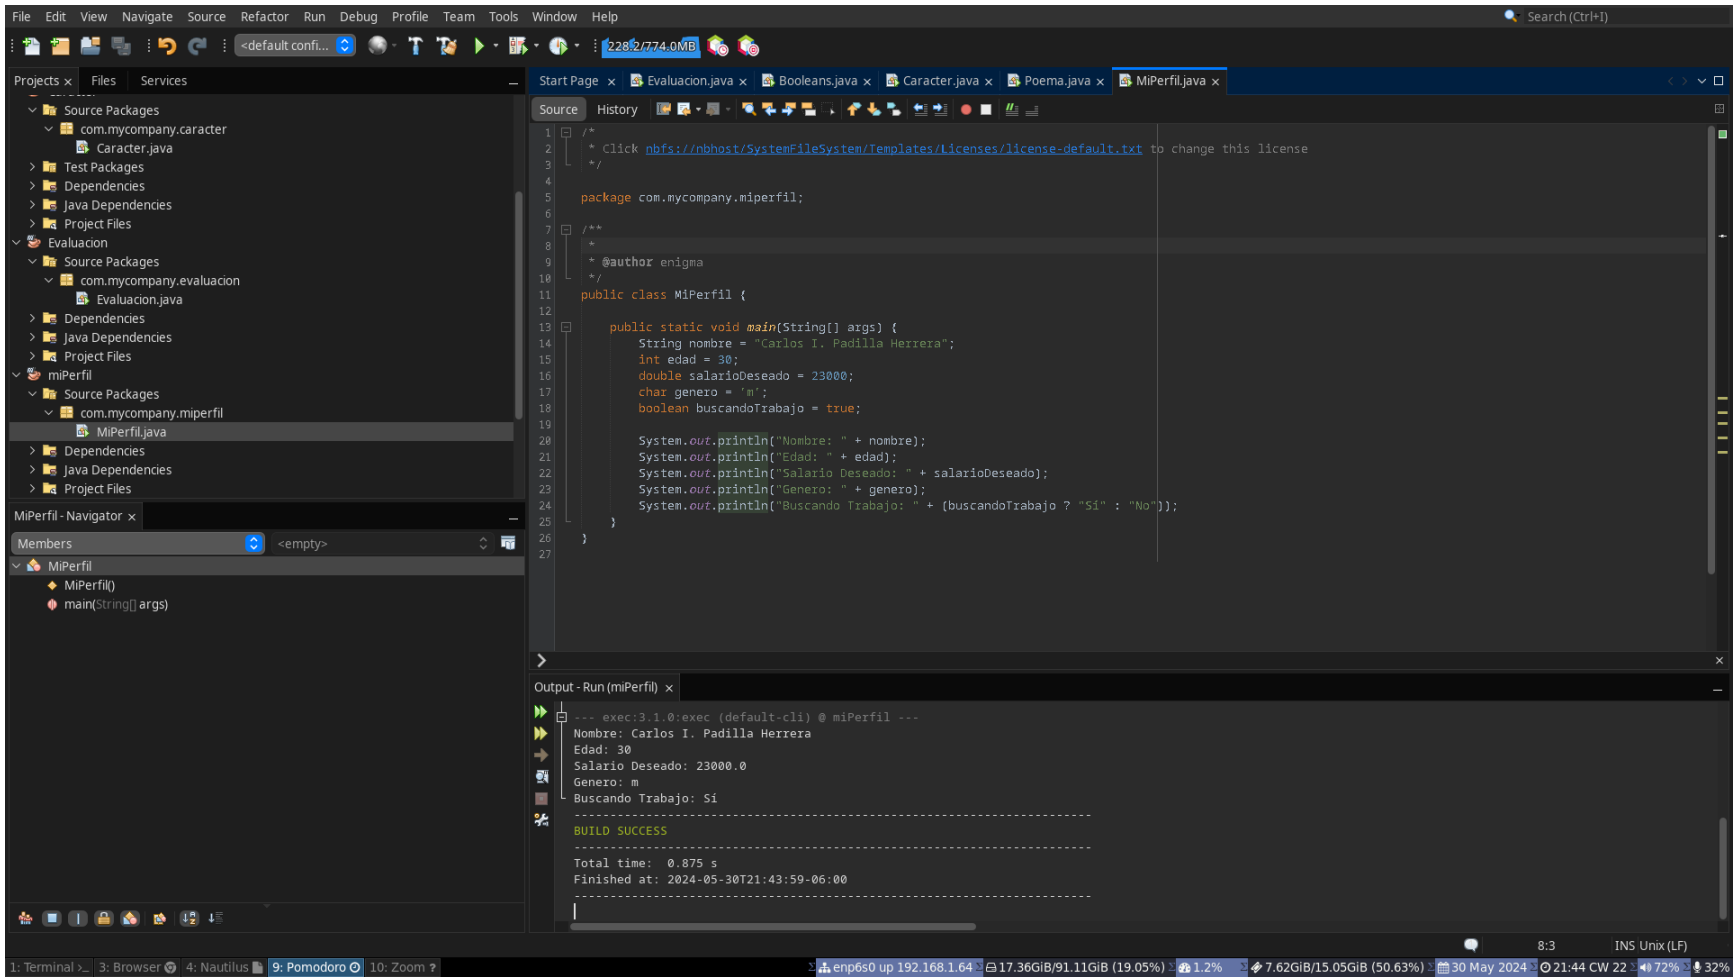 File Edit View Navigate Source Refactor Run Debug Profile Team Tools Window Help
Search (Ctrl+I)
<default confi...
228.2/774.0MB
Projects Files Services
Source Packages
com.mycompany.caracter
Caracter.java
Test Packages
Dependencies
Java Dependencies
Project Files
Evaluacion
Source Packages
com.mycompany.evaluacion
Evaluacion.java
Dependencies
Java Dependencies
Project Files
miPerfil
Source Packages
com.mycompany.miperfil
MiPerfil.java
Dependencies
Java Dependencies
Project Files
MiPerfil - Navigator
Members <empty>
MiPerfil
MiPerfil()
main(String[] args)
Start Page Evaluacion.java Booleans.java Caracter.java Poema.java MiPerfil.java
Source History
1 /*
2 * Click nbfs://nbhost/SystemFileSystem/Templates/Licenses/license-default.txt to change this license
3 */
4
5 package com.mycompany.miperfil;
6
7 /**
8 *
9 * @author enigma
10 */
11 public class MiPerfil {
12
13 public static void main(String[] args) {
14 String nombre = "Carlos I. Padilla Herrera";
15 int edad = 30;
16 double salarioDeseado = 23000;
17 char genero = 'm';
18 boolean buscandoTrabajo = true;
19
20 System.out.println("Nombre: " + nombre);
21 System.out.println("Edad: " + edad);
22 System.out.println("Salario Deseado: " + salarioDeseado);
23 System.out.println("Genero: " + genero);
24 System.out.println("Buscando Trabajo: " + (buscandoTrabajo ? "Sí" : "No"));
25 }
26 }
27
Output - Run (miPerfil)
--- exec:3.1.0:exec (default-cli) @ miPerfil ---
Nombre: Carlos I. Padilla Herrera
Edad: 30
Salario Deseado: 23000.0
Genero: m
Buscando Trabajo: Sí
------------------------------------------------------------------------
BUILD SUCCESS
------------------------------------------------------------------------
Total time:  0.875 s
Finished at: 2024-05-30T21:43:59-06:00
------------------------------------------------------------------------
8:3 INS Unix (LF)
1: Terminal 3: Browser 4: Nautilus 9: Pomodoro 10: Zoom
enp6s0 up 192.168.1.64 17.36GiB/91.11GiB (19.05%) 1.2% 7.62GiB/15.05GiB (50.63%) 30 May 2024 21:44 CW 22 72% 32%